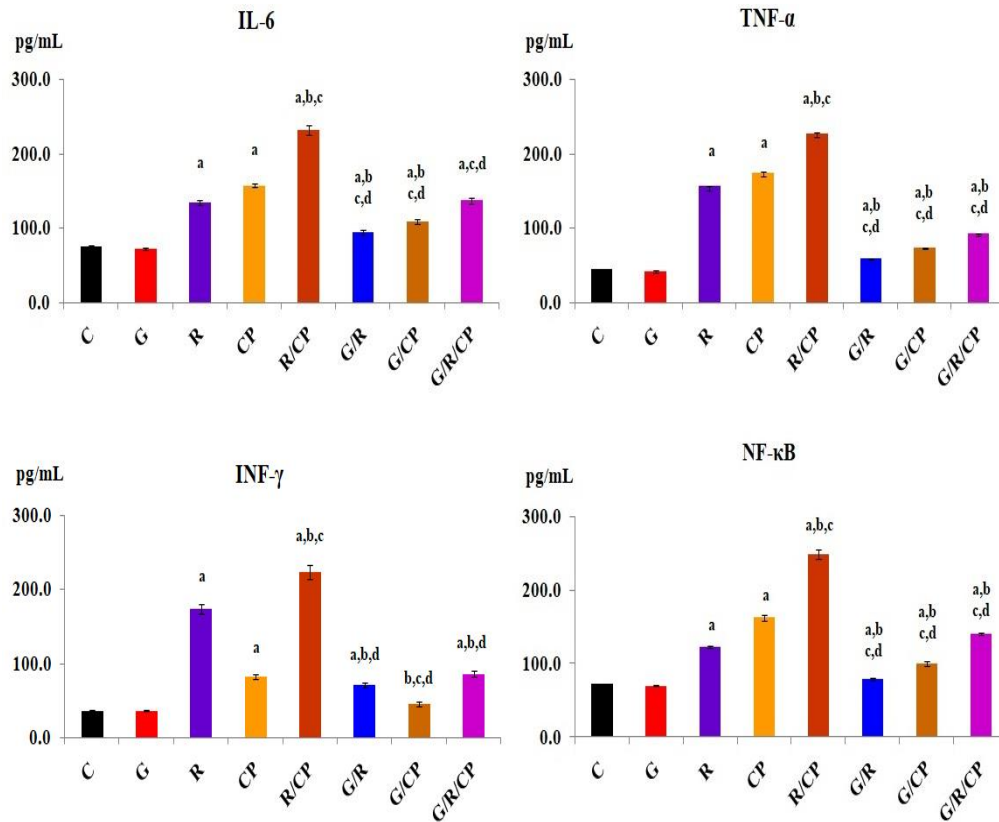 IL-6
pg/mL
300.0
200.0
100.0
0.0
a
a
a,b,c
a,b
c,d
a,b
c,d
a,c,d
C
G
R
CP
R/CP
G/R
G/CP
G/R/CP
TNF-α
pg/mL
300.0
200.0
100.0
0.0
a
a
a,b,c
a,b
c,d
a,b
c,d
a,b
c,d
C
G
R
CP
R/CP
G/R
G/CP
G/R/CP
INF-γ
pg/mL
300.0
200.0
100.0
0.0
a
a
a,b,c
a,b,d
b,c,d
a,b,d
C
G
R
CP
R/CP
G/R
G/CP
G/R/CP
NF-κB
pg/mL
300.0
200.0
100.0
0.0
a
a
a,b,c
a,b
c,d
a,b
c,d
a,b
c,d
C
G
R
CP
R/CP
G/R
G/CP
G/R/CP